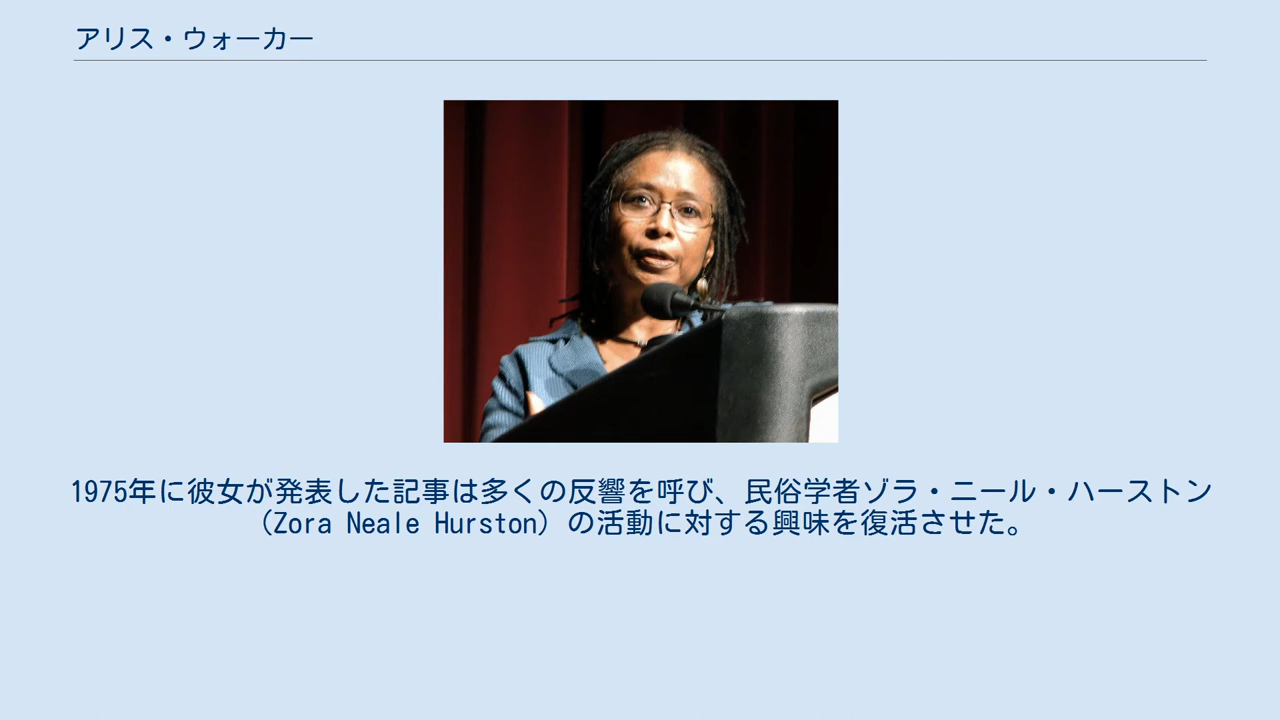 アリス・ウォーカー
1975年に彼女が発表した記事は多くの反響を呼び、民俗学者ゾラ・ニール・ハーストン
（Zora Neale Hurston）の活動に対する興味を復活させた。